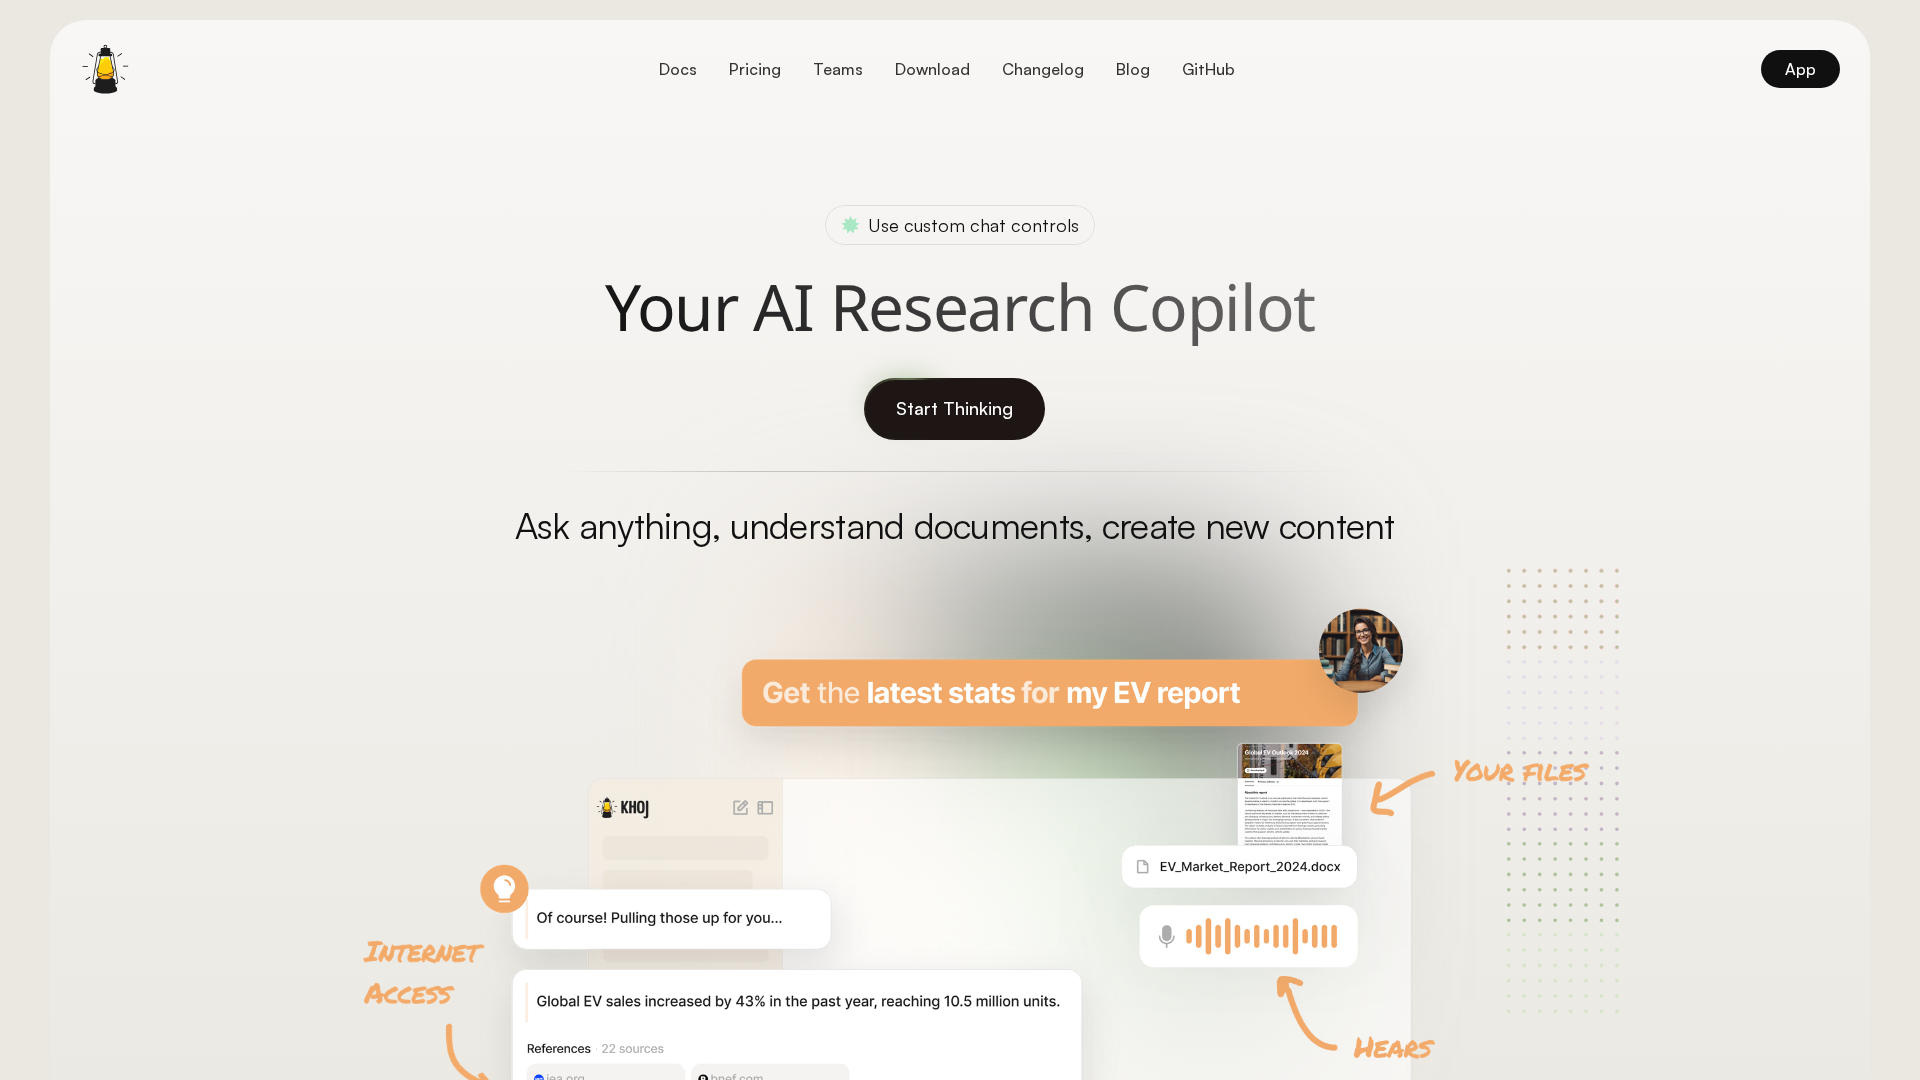 Docs
Pricing
Teams
Download
Changelog
Blog
GitHub
App
Use custom chat controls
Your AI Research Copilot
Start Thinking
Ask anything, understand documents, create new content
Get the latest stats for my EV report
Global EV Outlook 2024
YOUR FILES
KHOJ
EV_Market_Report_2024.docx
Of course! Pulling those up for you...
INTERNET
ACCESS
Global EV sales increased by 43% in the past year, reaching 10.5 million units.
HEARS
References · 22 sources
iea.org
bnef.com